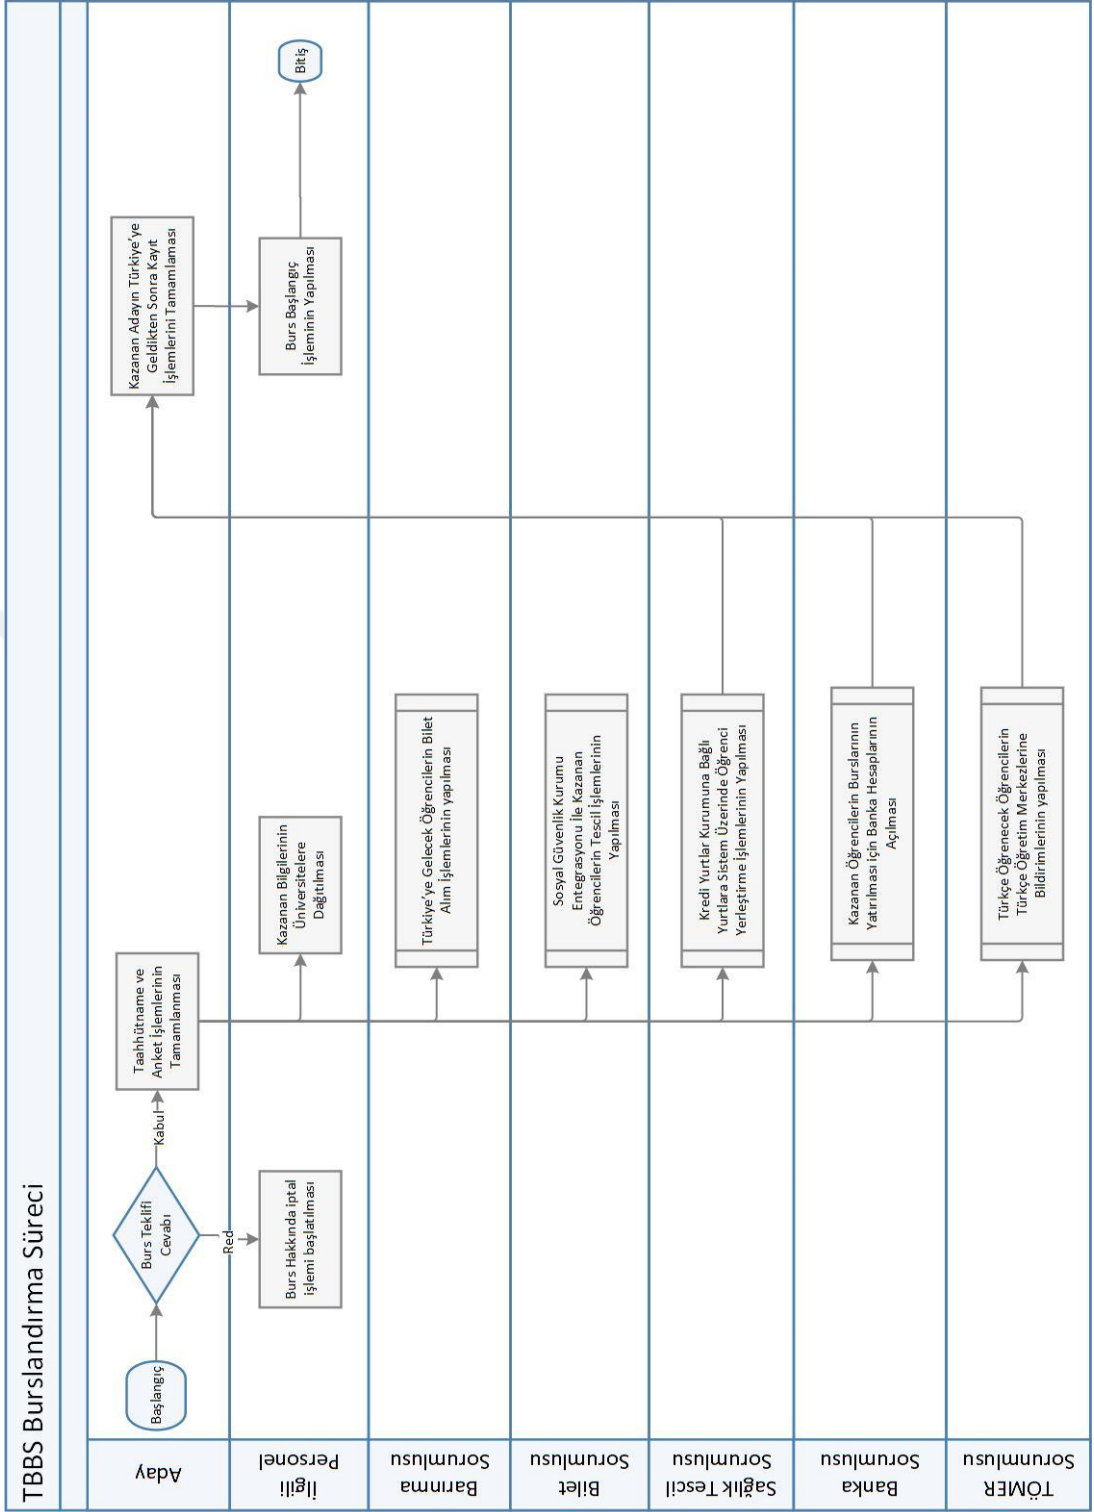 TBBS Burslandırma Süreci
Aday
Başlangıç
Burs Teklifi
Cevabı
Kabul
Red
Taahhütname ve
Anket İşlemlerinin
Tamamlanması
Kazanan Adayın Türkiye'ye
Geldikten Sonra Kayıt
İşlemlerini Tamamlaması
İlgili
Personel
Burs Hakkında iptal
işlemi başlatılması
Kazanan Bilgilerinin
Üniversitelere
Dağıtılması
Burs Başlangıç
İşleminin Yapılması
Bitiş
Barınma
Sorumlusu
Türkiye'ye Gelecek Öğrencilerin Bilet
Alım İşlemlerinin yapılması
Bilet
Sorumlusu
Sosyal Güvenlik Kurumu
Entegrasyonu İle Kazanan
Öğrencilerin Tescil İşlemlerinin
Yapılması
Sağlık Tescil
Sorumlusu
Kredi Yurtlar Kurumuna Bağlı
Yurtlara Sistem Üzerinde Öğrenci
Yerleştirme İşlemlerinin Yapılması
Banka
Sorumlusu
Kazanan Öğrencilerin Burslarının
Yatırılması için Banka Hesaplarının
Açılması
TÖMER
Sorunmlusu
Türkçe Öğrenecek Öğrencilerin
Türkçe Öğretim Merkezlerine
Bildirimlerinin yapılması